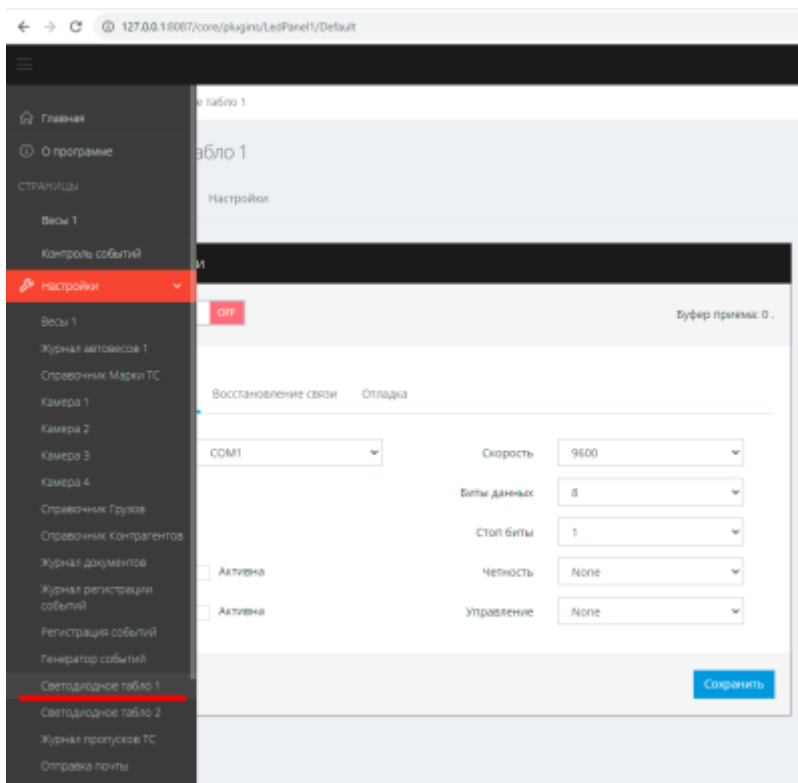 127.0.0.1:8087/core/plugins/LedPanel1/Default
е табло 1
Главная
О программе
абло 1
СТРАНИЦЫ
Настройки
Весы 1
Контроль событий
и
Настройки
OFF
Буфер приема: 0 .
Весы 1
Журнал автовесов 1
Справочник Марки ТС
Восстановление связи Отладка
Камера 1
Камера 2
Камера 3
COM1 Скорость 9600
Камера 4
Биты данных 8
Справочник Грузов
Справочник Контрагентов
Стоп биты 1
Журнал документов
Активна Четность None
Журнал регистрации
событий
Активна Управление None
Регистрация событий
Генератор событий
Светодиодное табло 1
Сохранить
Светодиодное табло 2
Журнал пропусков ТС
Отправка почты